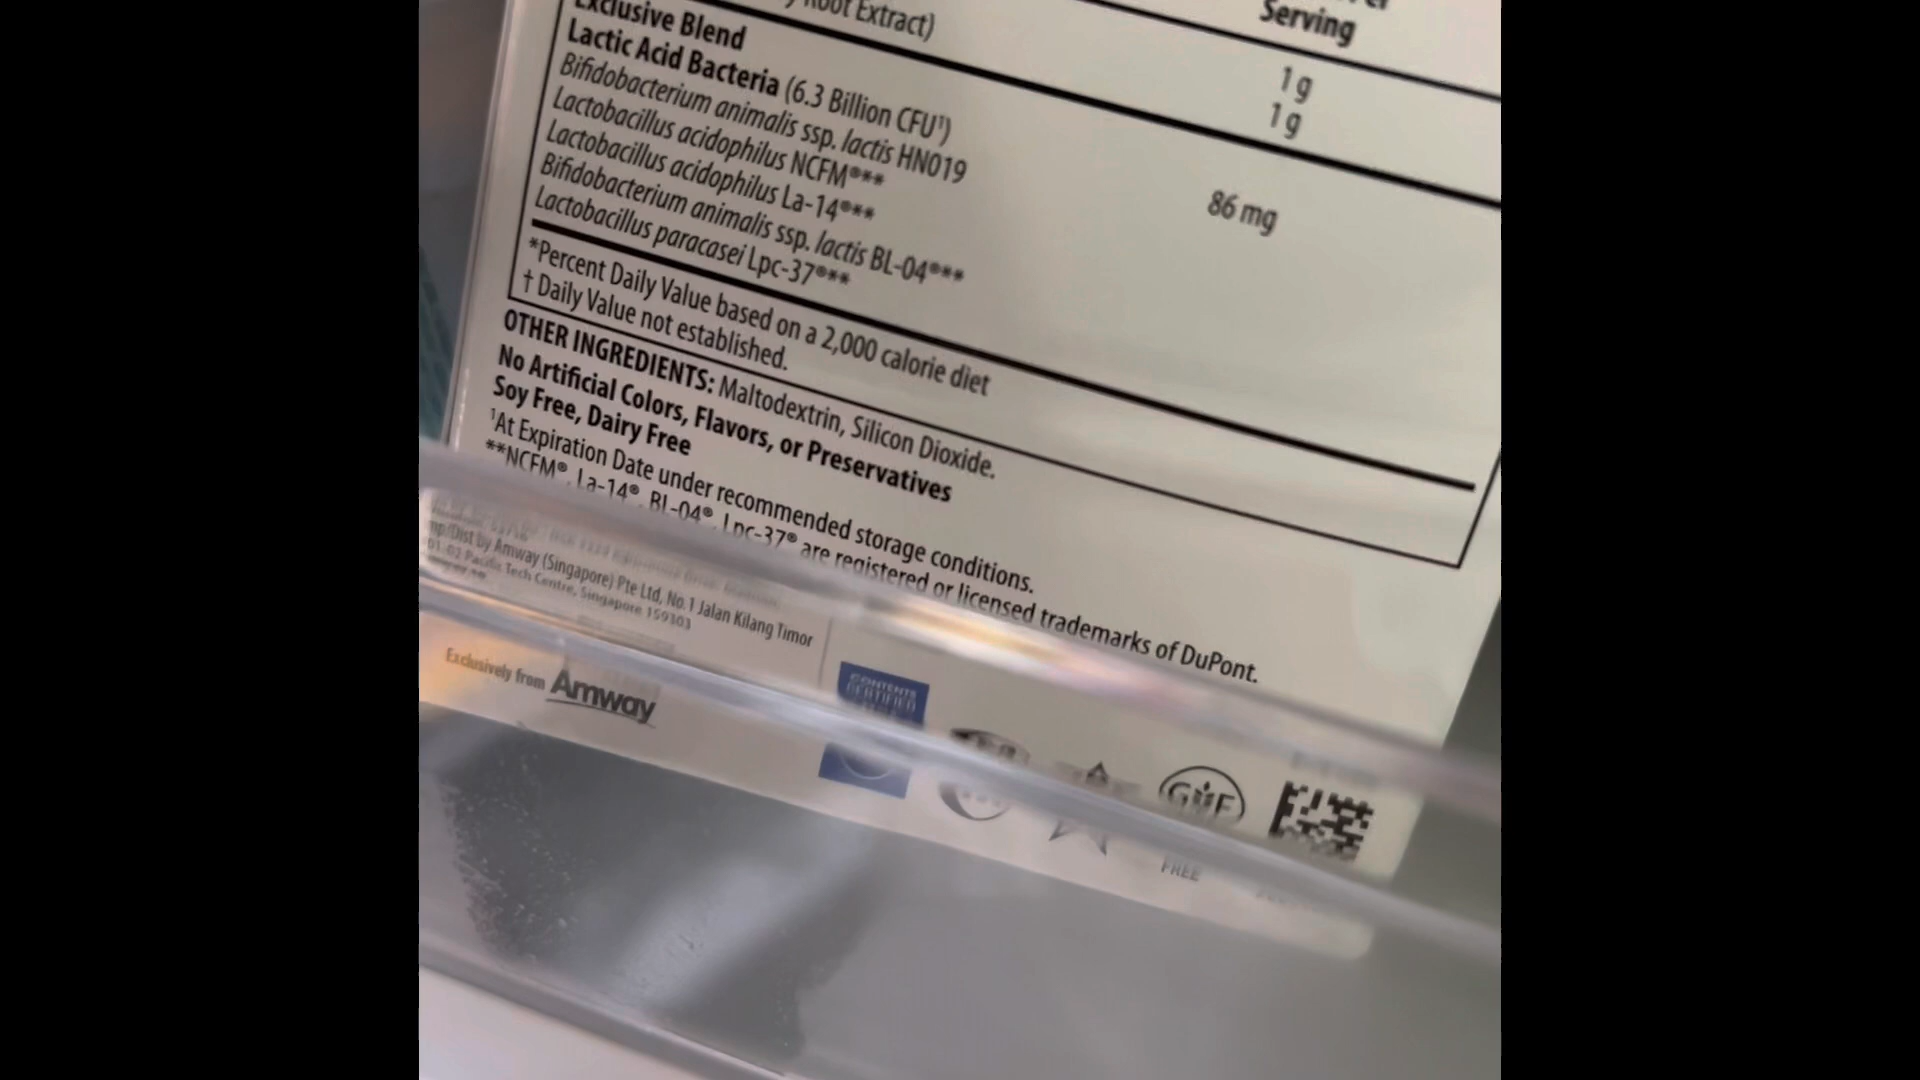 Root Extract)
Serving
1 g
1 g
Exclusive Blend
Lactic Acid Bacteria (6.3 Billion CFU¹)
86 mg
Bifidobacterium animalis ssp. lactis HN019
Lactobacillus acidophilus NCFM®**
Lactobacillus acidophilus La-14®**
Bifidobacterium animalis ssp. lactis BL-04®**
Lactobacillus paracasei Lpc-37®**
*Percent Daily Value based on a 2,000 calorie diet
† Daily Value not established.
OTHER INGREDIENTS: Maltodextrin, Silicon Dioxide.
No Artificial Colors, Flavors, or Preservatives
Soy Free, Dairy Free
¹At Expiration Date under recommended storage conditions.
**NCFM®, La-14®, BL-04®, Lpc-37® are registered or licensed trademarks of DuPont.
by Amway (Singapore) Pte Ltd, No.1 Jalan Kilang Timor
Pacific Tech Centre, Singapore 159303
Exclusively from Amway
CONTENTS
CERTIFIED
GMF
FREE